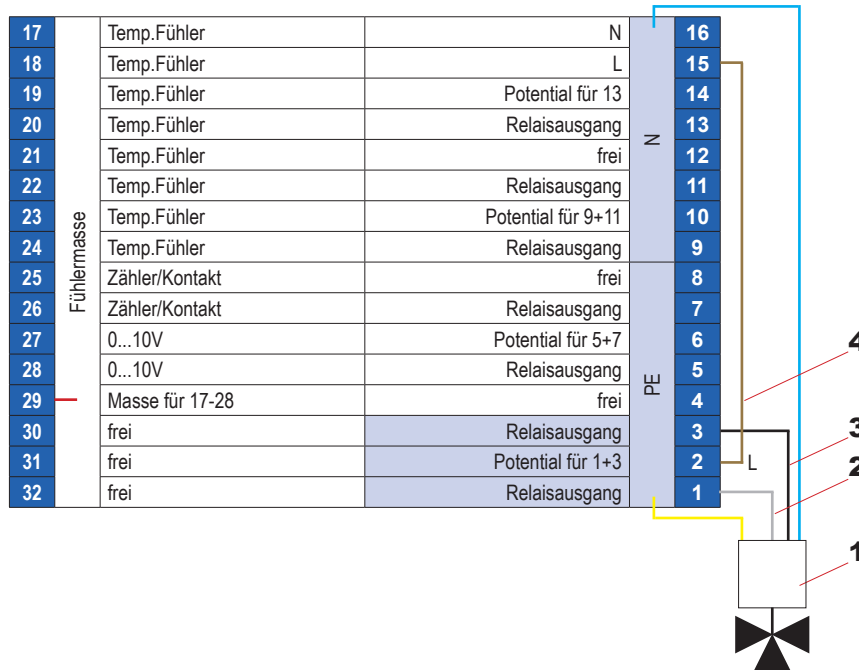 17 Temp.Fühler N 16
18 Temp.Fühler L 15
19 Temp.Fühler Potential für 13 14
20 Temp.Fühler Relaisausgang 13
21 Temp.Fühler frei 12
22 Temp.Fühler Relaisausgang 11
23 Temp.Fühler Potential für 9+11 10
24 Temp.Fühler Relaisausgang 9
25 Zähler/Kontakt frei 8
26 Zähler/Kontakt Relaisausgang 7
27 0...10V Potential für 5+7 6
28 0...10V Relaisausgang 5
29 Masse für 17-28 frei 4
30 frei Relaisausgang 3
31 frei Potential für 1+3 2
32 frei Relaisausgang 1
Fühlermasse
N
PE
L
4
3
2
1